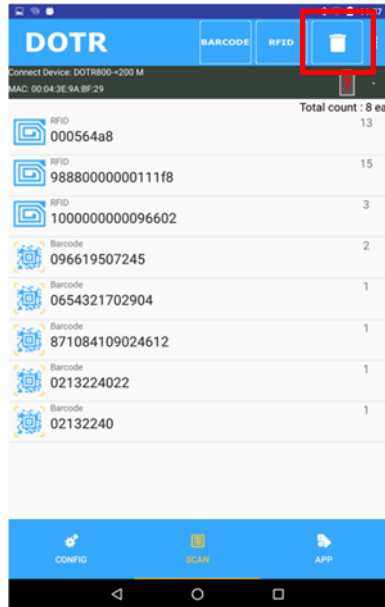 DOTR
BARCODE
RFID
Connect Device: DOTR800->200 M
MAC: 00:04:3E:9A:BF:29
Total count : 8 ea
RFID
13
000564a8
RFID
15
98880000000111f8
RFID
3
1000000000096602
Barcode
2
096619507245
Barcode
1
0654321702904
Barcode
1
871084109024612
Barcode
1
0213224022
Barcode
1
02132240
CONFIG
SCAN
APP